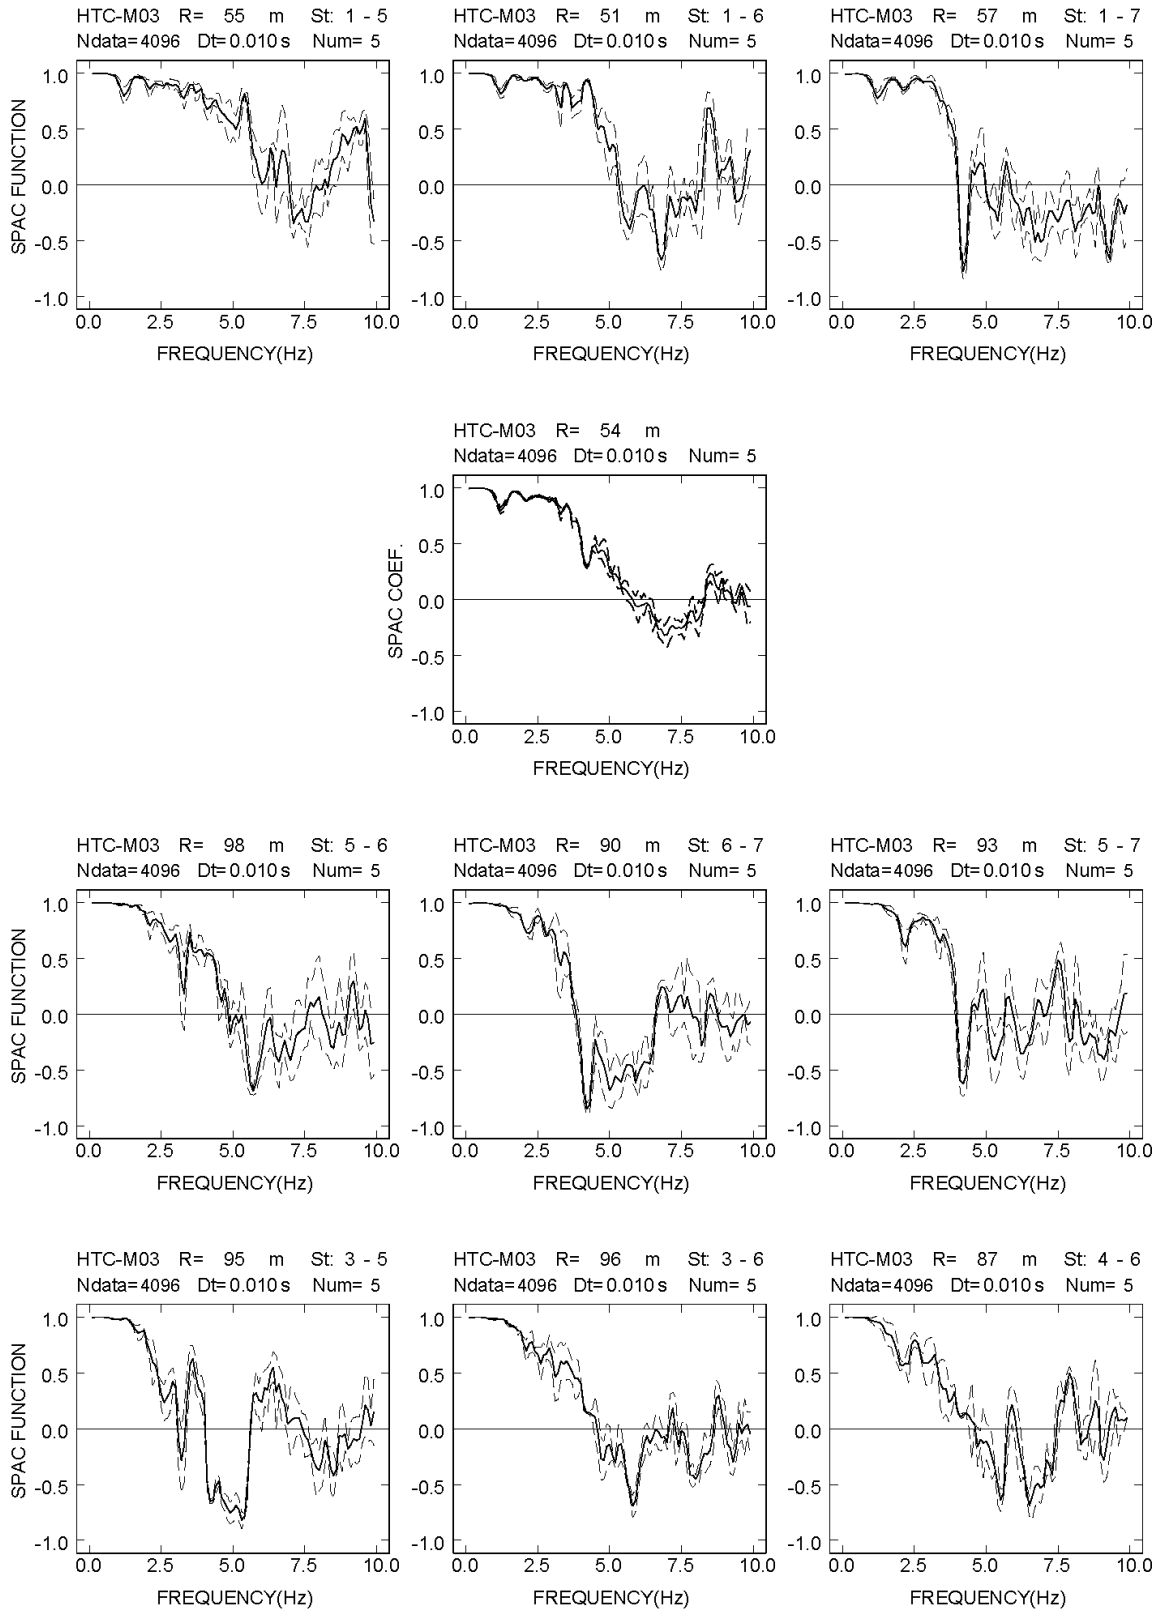 HTC-M03 R= 55 m St: 1 - 5
Ndata=4096 Dt=0.010 s Num= 5
HTC-M03 R= 51 m St: 1 - 6
Ndata=4096 Dt=0.010 s Num= 5
HTC-M03 R= 57 m St: 1 - 7
Ndata=4096 Dt=0.010 s Num= 5
SPAC FUNCTION
1.0
0.5
0.0
-0.5
-1.0
0.0 2.5 5.0 7.5 10.0
FREQUENCY(Hz)
1.0
0.5
0.0
-0.5
-1.0
0.0 2.5 5.0 7.5 10.0
FREQUENCY(Hz)
1.0
0.5
0.0
-0.5
-1.0
0.0 2.5 5.0 7.5 10.0
FREQUENCY(Hz)
HTC-M03 R= 54 m
Ndata=4096 Dt=0.010 s Num= 5
SPAC COEF.
1.0
0.5
0.0
-0.5
-1.0
0.0 2.5 5.0 7.5 10.0
FREQUENCY(Hz)
HTC-M03 R= 98 m St: 5 - 6
Ndata=4096 Dt=0.010 s Num= 5
HTC-M03 R= 90 m St: 6 - 7
Ndata=4096 Dt=0.010 s Num= 5
HTC-M03 R= 93 m St: 5 - 7
Ndata=4096 Dt=0.010 s Num= 5
SPAC FUNCTION
1.0
0.5
0.0
-0.5
-1.0
0.0 2.5 5.0 7.5 10.0
FREQUENCY(Hz)
1.0
0.5
0.0
-0.5
-1.0
0.0 2.5 5.0 7.5 10.0
FREQUENCY(Hz)
1.0
0.5
0.0
-0.5
-1.0
0.0 2.5 5.0 7.5 10.0
FREQUENCY(Hz)
HTC-M03 R= 95 m St: 3 - 5
Ndata=4096 Dt=0.010 s Num= 5
HTC-M03 R= 96 m St: 3 - 6
Ndata=4096 Dt=0.010 s Num= 5
HTC-M03 R= 87 m St: 4 - 6
Ndata=4096 Dt=0.010 s Num= 5
SPAC FUNCTION
1.0
0.5
0.0
-0.5
-1.0
0.0 2.5 5.0 7.5 10.0
FREQUENCY(Hz)
1.0
0.5
0.0
-0.5
-1.0
0.0 2.5 5.0 7.5 10.0
FREQUENCY(Hz)
1.0
0.5
0.0
-0.5
-1.0
0.0 2.5 5.0 7.5 10.0
FREQUENCY(Hz)